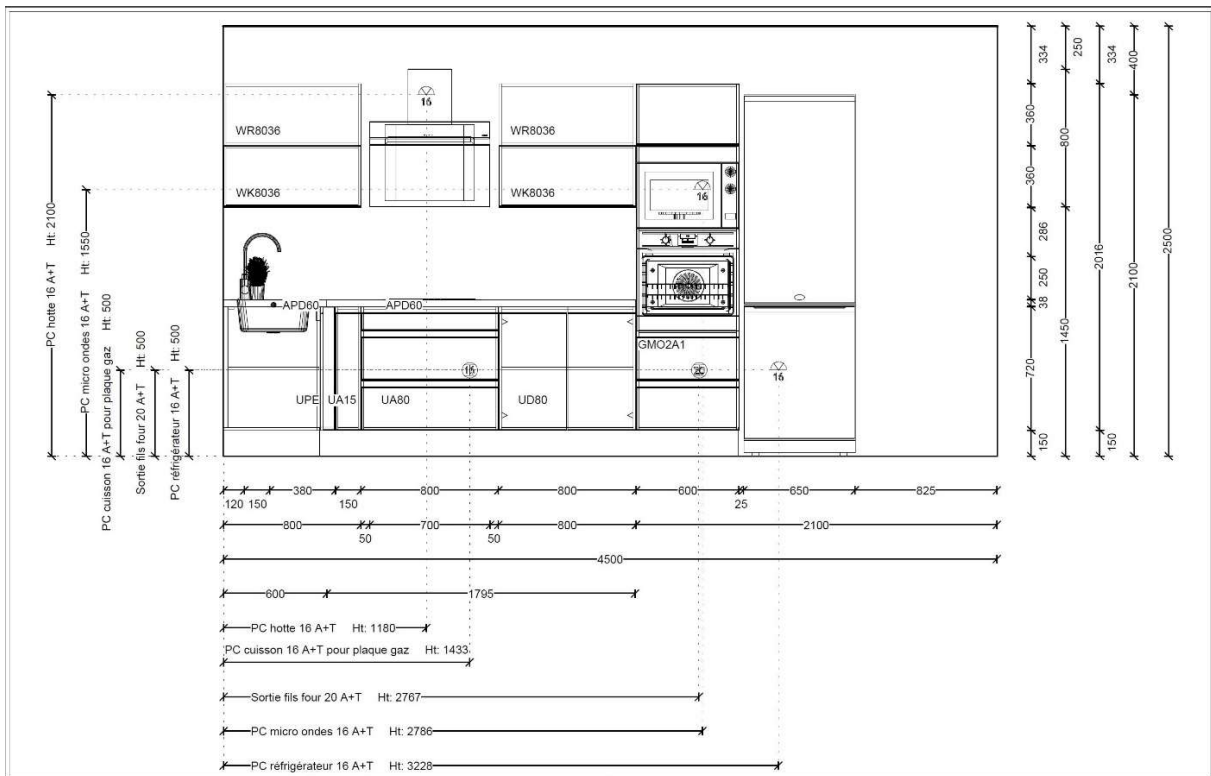 334
250
334
400
16
WR8036
WR8036
360
800
WK8036
WK8036
16
360
PC hotte 16 A+T Ht: 2100
PC micro ondes 16 A+T Ht: 1550
286
2016
2100
2500
250
38
APD60
APD60
PC cuisson 16 A+T pour plaque gaz Ht: 500
Sortie fils four 20 A+T Ht: 500
PC réfrigérateur 16 A+T Ht: 500
GMO2A1
1450
720
16
UPE
UA15
UA80
UD80
150
150
120
150
380
150
800
800
600
25
650
825
800
50
700
50
800
2100
4500
600
1795
PC hotte 16 A+T Ht: 1180
PC cuisson 16 A+T pour plaque gaz Ht: 1433
Sortie fils four 20 A+T Ht: 2767
PC micro ondes 16 A+T Ht: 2786
PC réfrigérateur 16 A+T Ht: 3228